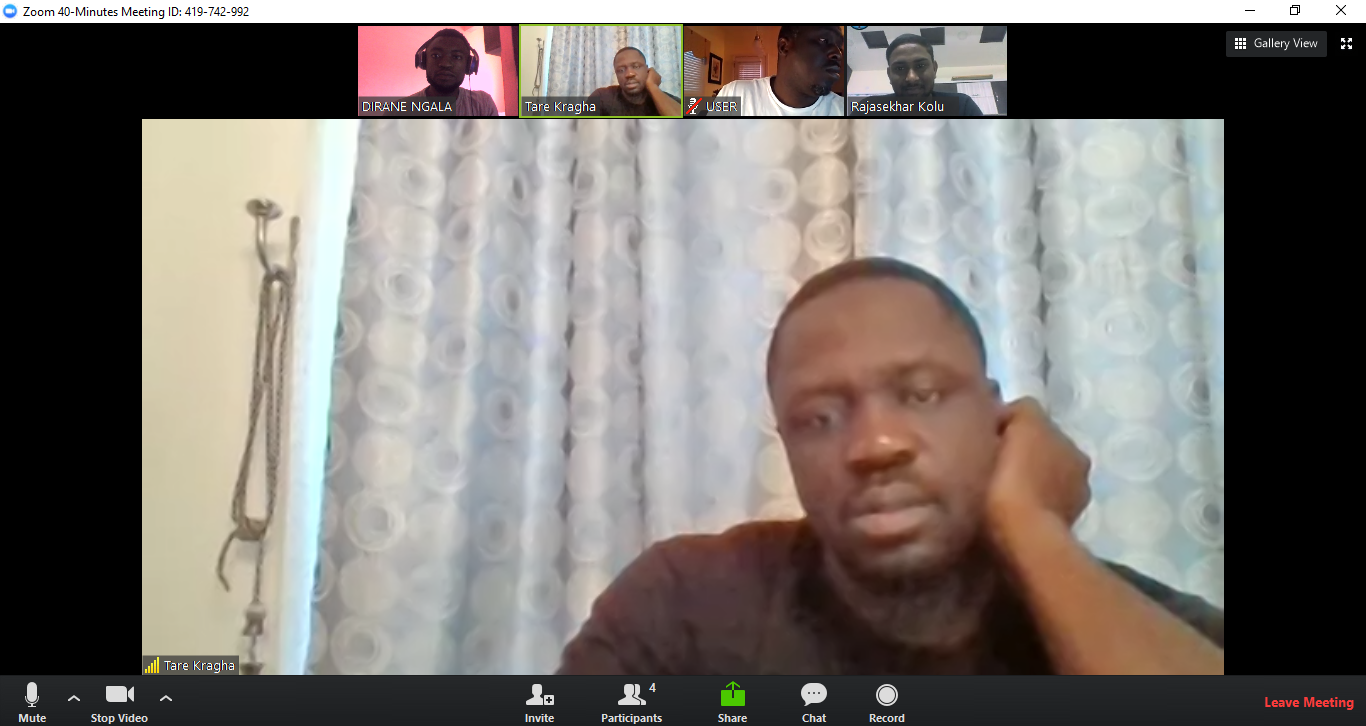 Zoom 40-Minutes Meeting ID: 419-742-992
Gallery View
DIRANE NGALA
Tare Kragha
USER
Rajasekhar Kolu
Tare Kragha
Mute
Stop Video
Invite
Participants
4
Share
Chat
Record
Leave Meeting